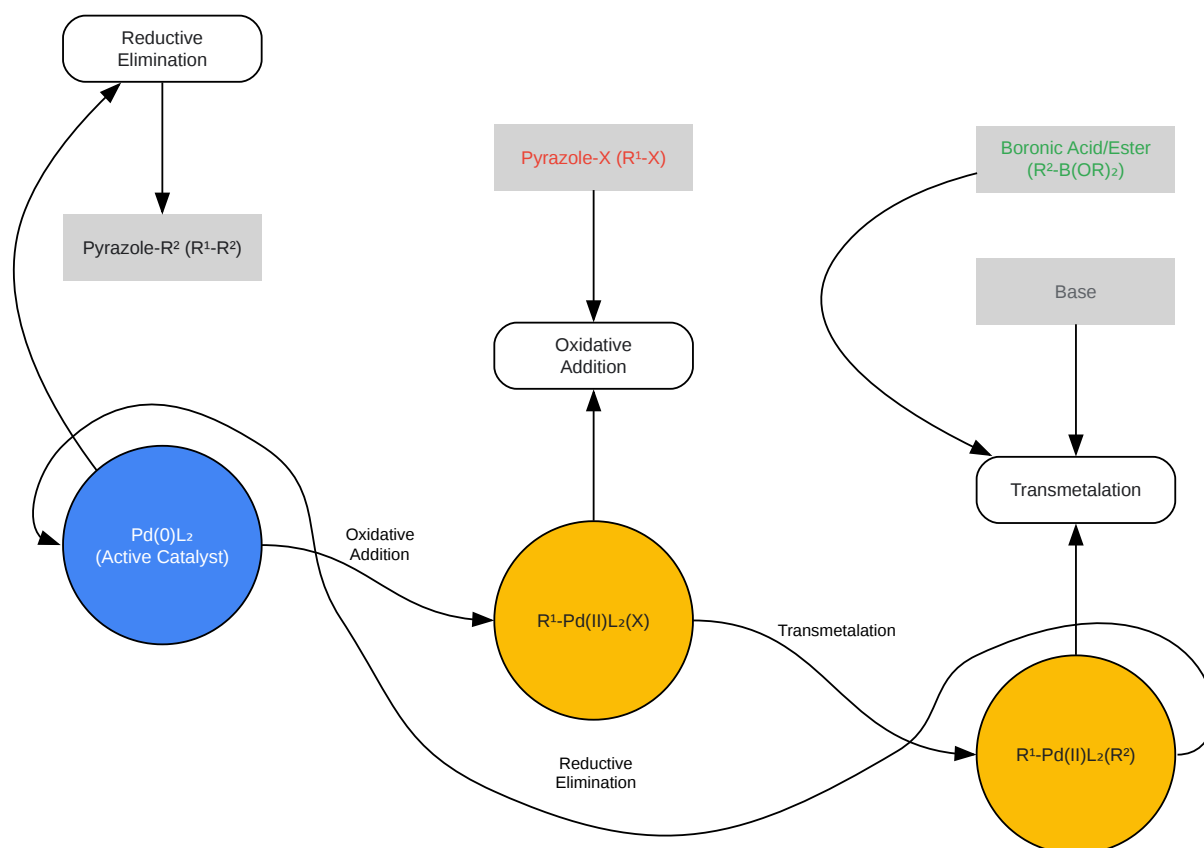 Reductive
Elimination
Pyrazole-X (R¹-X)
Boronic Acid/Ester
(R²-B(OR)₂)
Pyrazole-R² (R¹-R²)
Base
Oxidative
Addition
Transmetalation
Pd(0)L₂
(Active Catalyst)
Oxidative
Addition
R¹-Pd(II)L₂(X)
Transmetalation
Reductive
Elimination
R¹-Pd(II)L₂(R²)